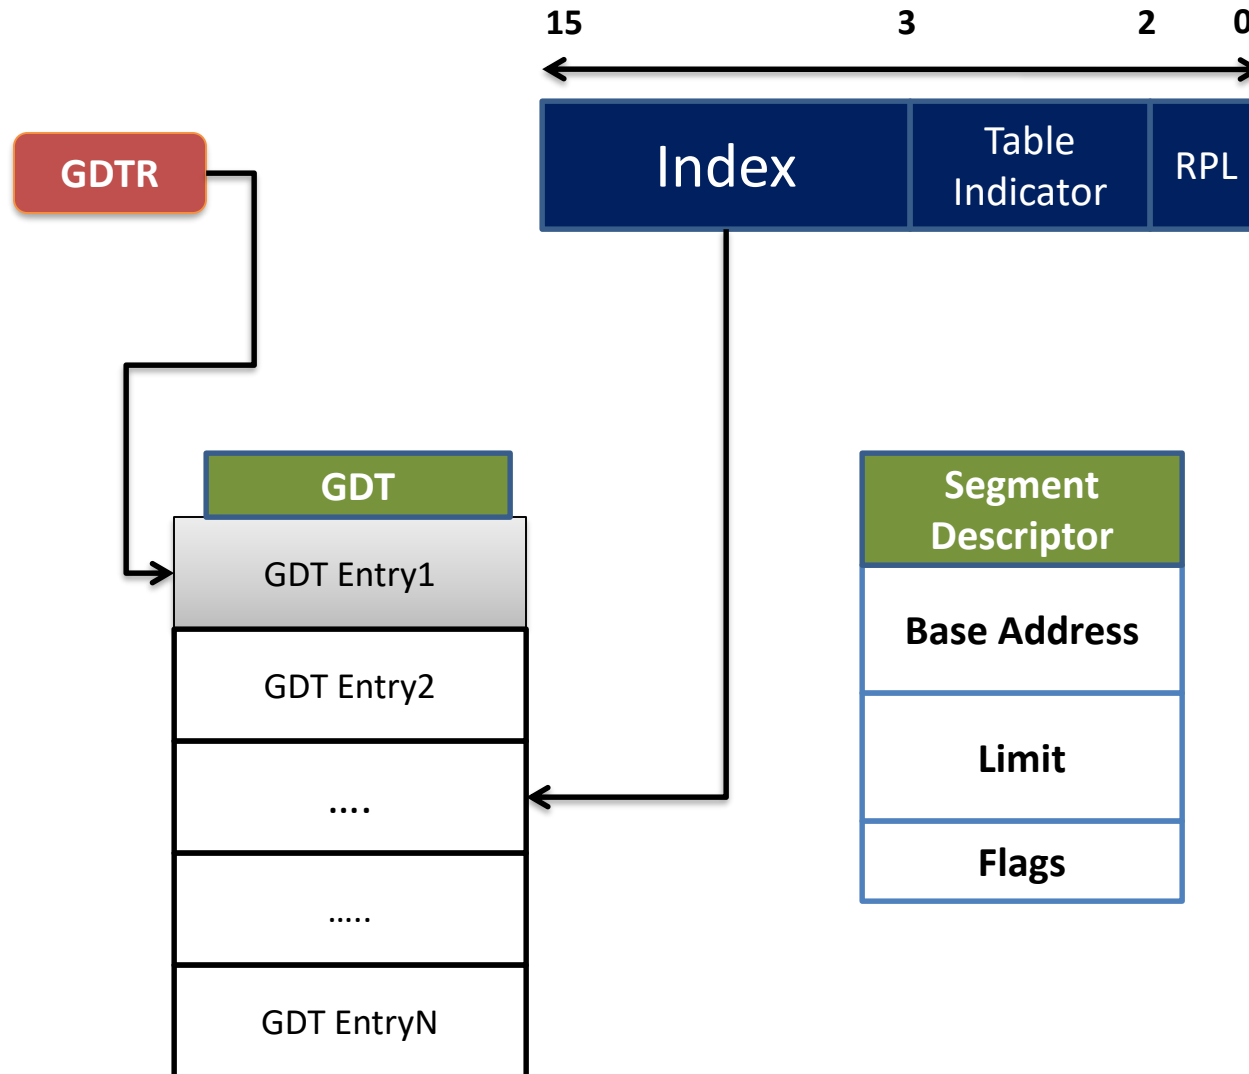 15 3 2 0
Index
Table
Indicator
RPL
GDTR
GDT
GDT Entry1
GDT Entry2
....
.....
GDT EntryN
Segment
Descriptor
Base Address
Limit
Flags